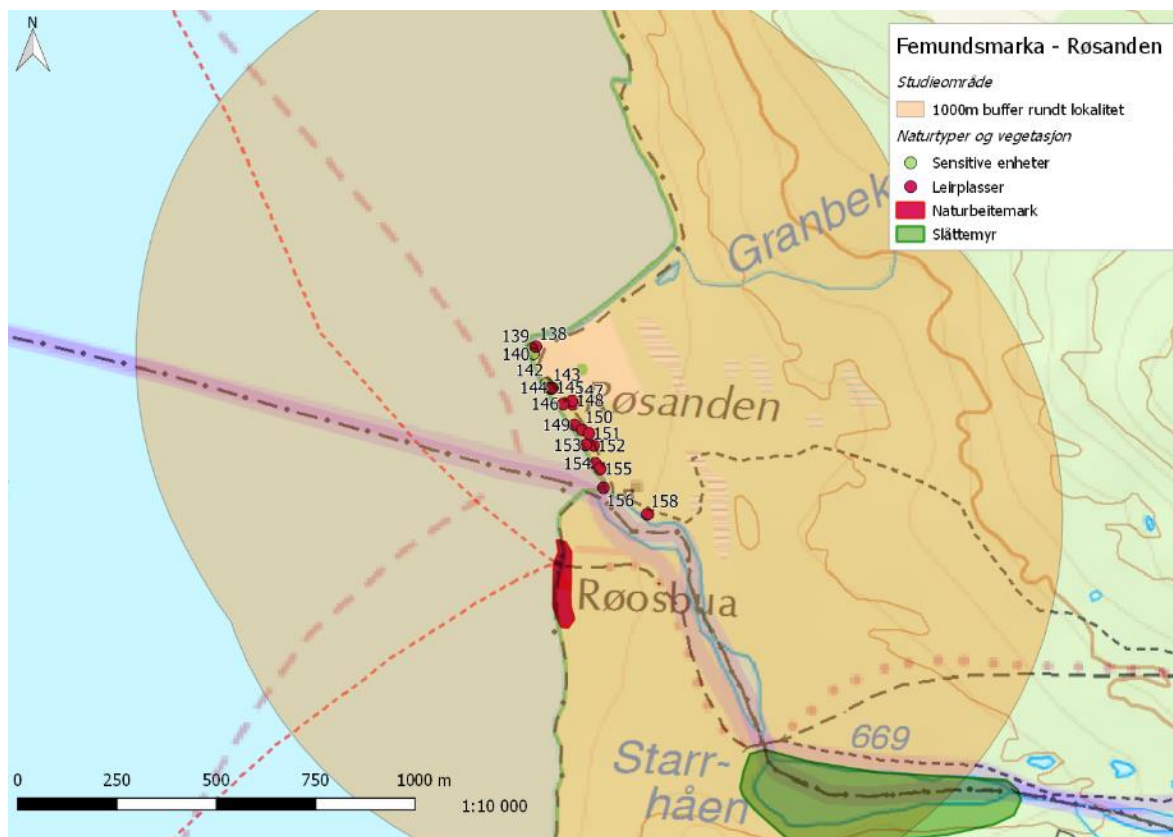 N
Femundsmarka - Røsanden
Studieområde
1000m buffer rundt lokalitet
Naturtyper og vegetasjon
Sensitive enheter
Leirplasser
Naturbeitemark
Slåttemyr
Granbek
139 138
140
142 143
144 145 147
146 148
Røsanden
149 150
151
153 152
154 155
156 158
Røosbua
669
Starr-
håen
0 250 500 750 1000 m
1:10 000